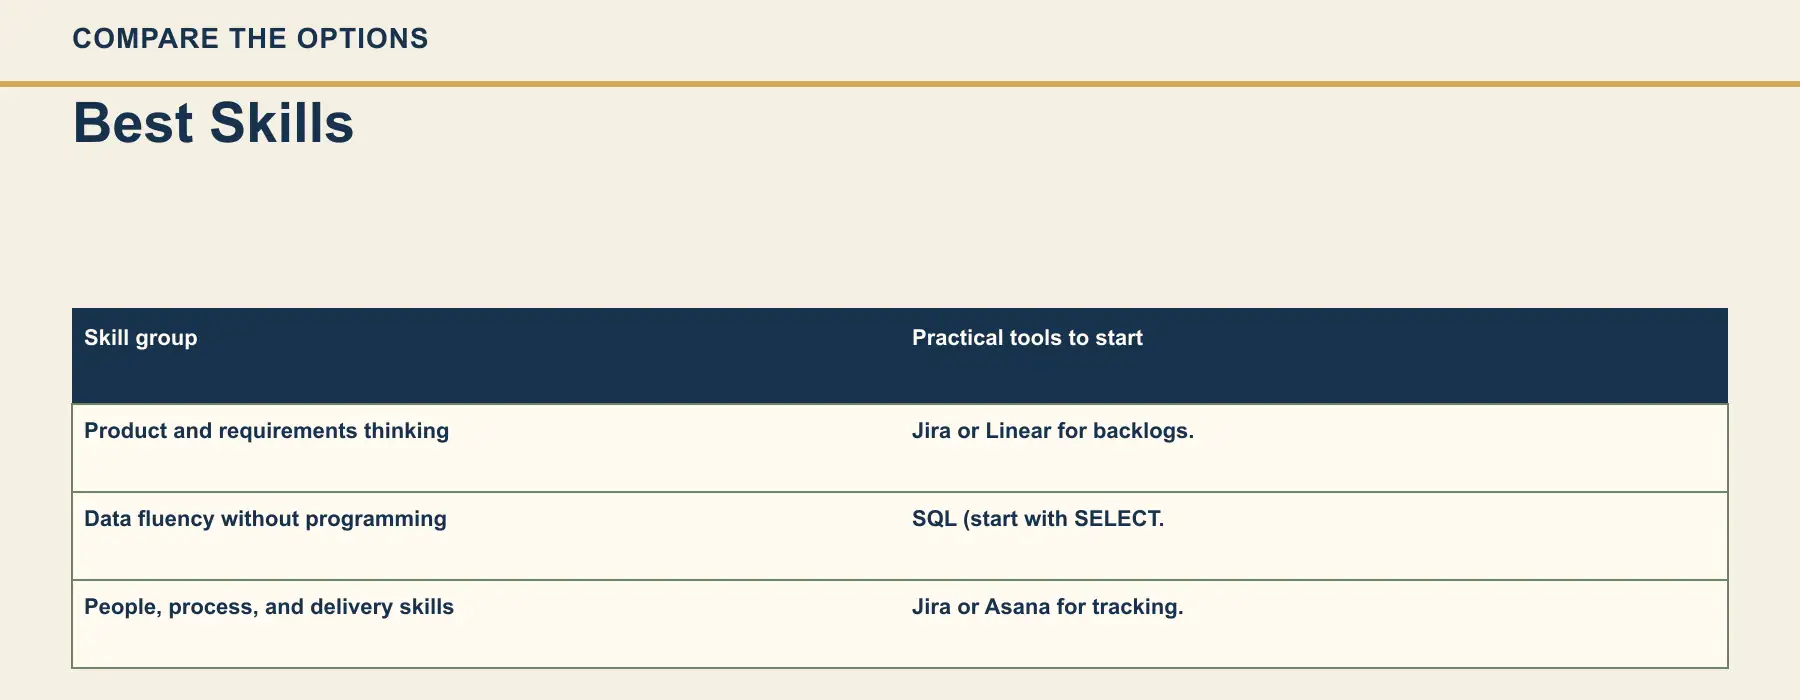 COMPARE THE OPTIONS
Best Skills
Skill group Practical tools to start
Product and requirements thinking Jira or Linear for backlogs.
Data fluency without programming SQL (start with SELECT.
People, process, and delivery skills Jira or Asana for tracking.